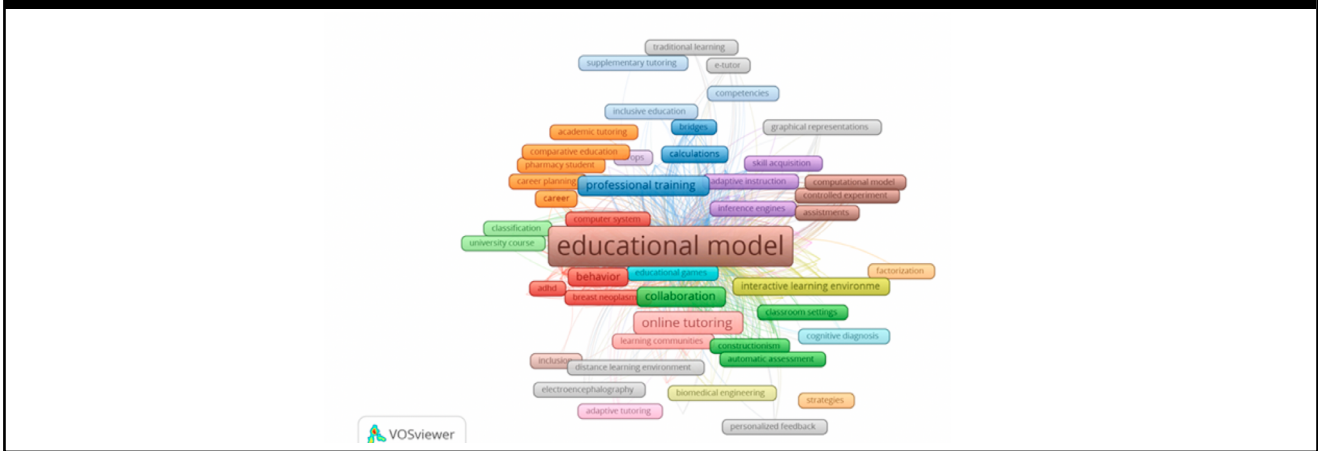 traditional learning
supplementary tutoring
e-tutor
competencies
inclusive education
bridges
graphical representations
academic tutoring
comparative education
calculations
pharmacy student
skill acquisition
career planning
professional training
adaptive instruction
computational model
controlled experiment
career
inference engines
assistments
computer system
classification
university course
educational model
behavior
educational games
factorization
adhd
breast neoplasm
collaboration
interactive learning environme
classroom settings
online tutoring
cognitive diagnosis
learning communities
constructionism
automatic assessment
inclusion
distance learning environment
electroencephalography
biomedical engineering
strategies
adaptive tutoring
personalized feedback
VOSviewer